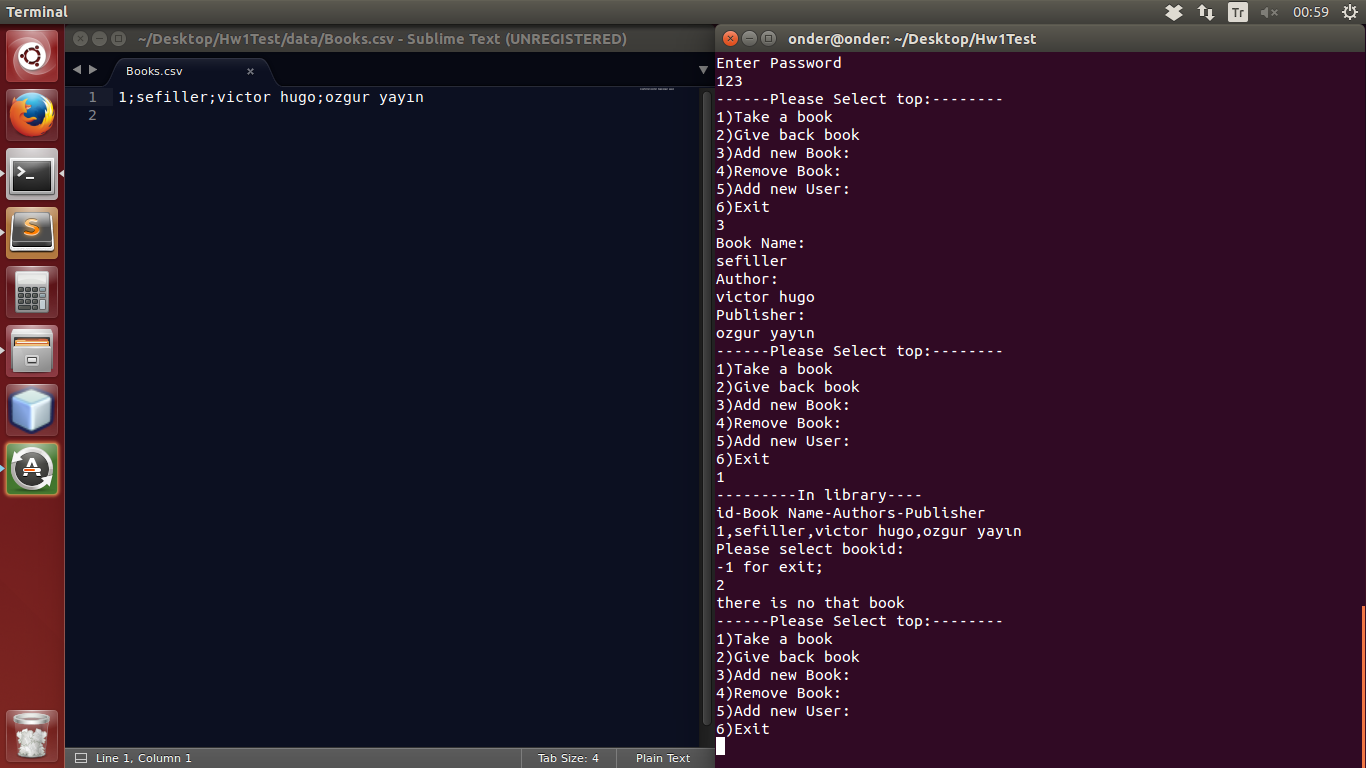 Terminal
Tr
00:59
~/Desktop/Hw1Test/data/Books.csv - Sublime Text (UNREGISTERED)
Books.csv
1 1;sefiller;victor hugo;ozgur yayın
2
Line 1, Column 1
Tab Size: 4
Plain Text
onder@onder: ~/Desktop/Hw1Test
Enter Password
123
------Please Select top:--------
1)Take a book
2)Give back book
3)Add new Book:
4)Remove Book:
5)Add new User:
6)Exit
3
Book Name:
sefiller
Author:
victor hugo
Publisher:
ozgur yayın
------Please Select top:--------
1)Take a book
2)Give back book
3)Add new Book:
4)Remove Book:
5)Add new User:
6)Exit
1
---------In library----
id-Book Name-Authors-Publisher
1,sefiller,victor hugo,ozgur yayın
Please select bookid:
-1 for exit;
2
there is no that book
------Please Select top:--------
1)Take a book
2)Give back book
3)Add new Book:
4)Remove Book:
5)Add new User:
6)Exit